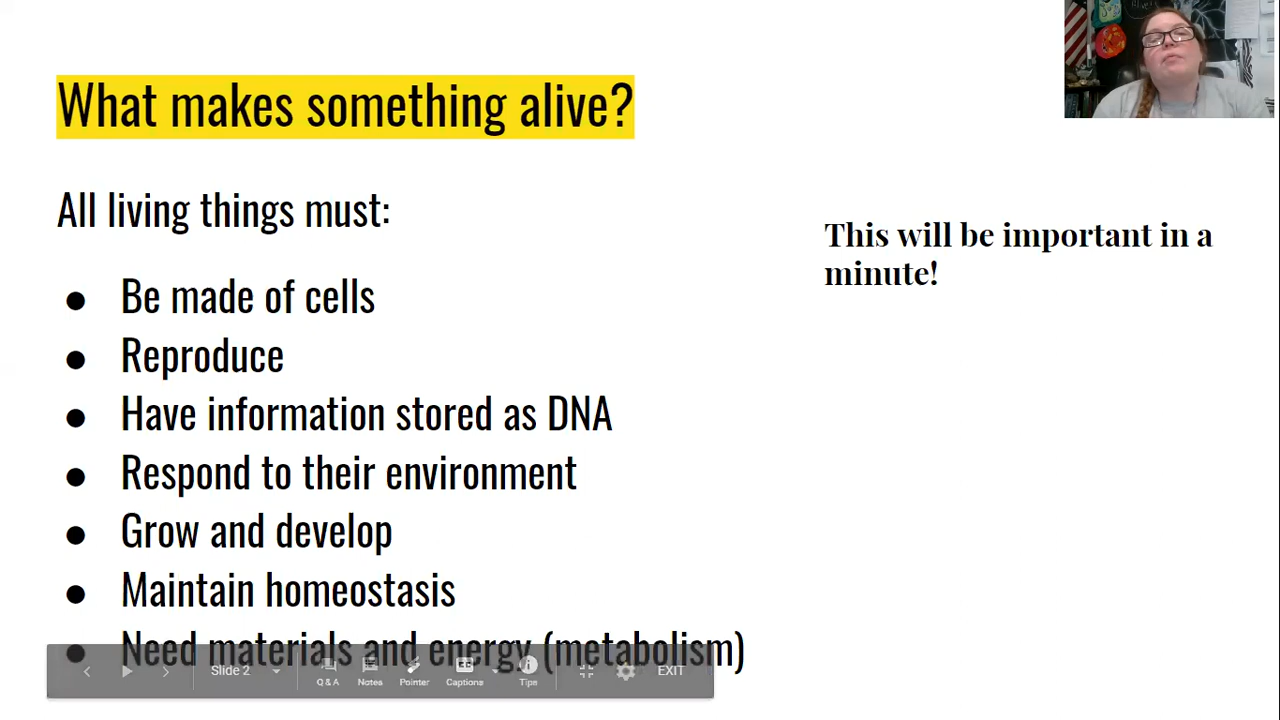 What makes something alive?
All living things must:
This will be important in a
minute!
● Be made of cells
● Reproduce
● Have information stored as DNA
● Respond to their environment
● Grow and develop
● Maintain homeostasis
● Need materials and energy (metabolism)
Slide 2
Q & A
Notes
Pointer
Captions
Tips
EXIT